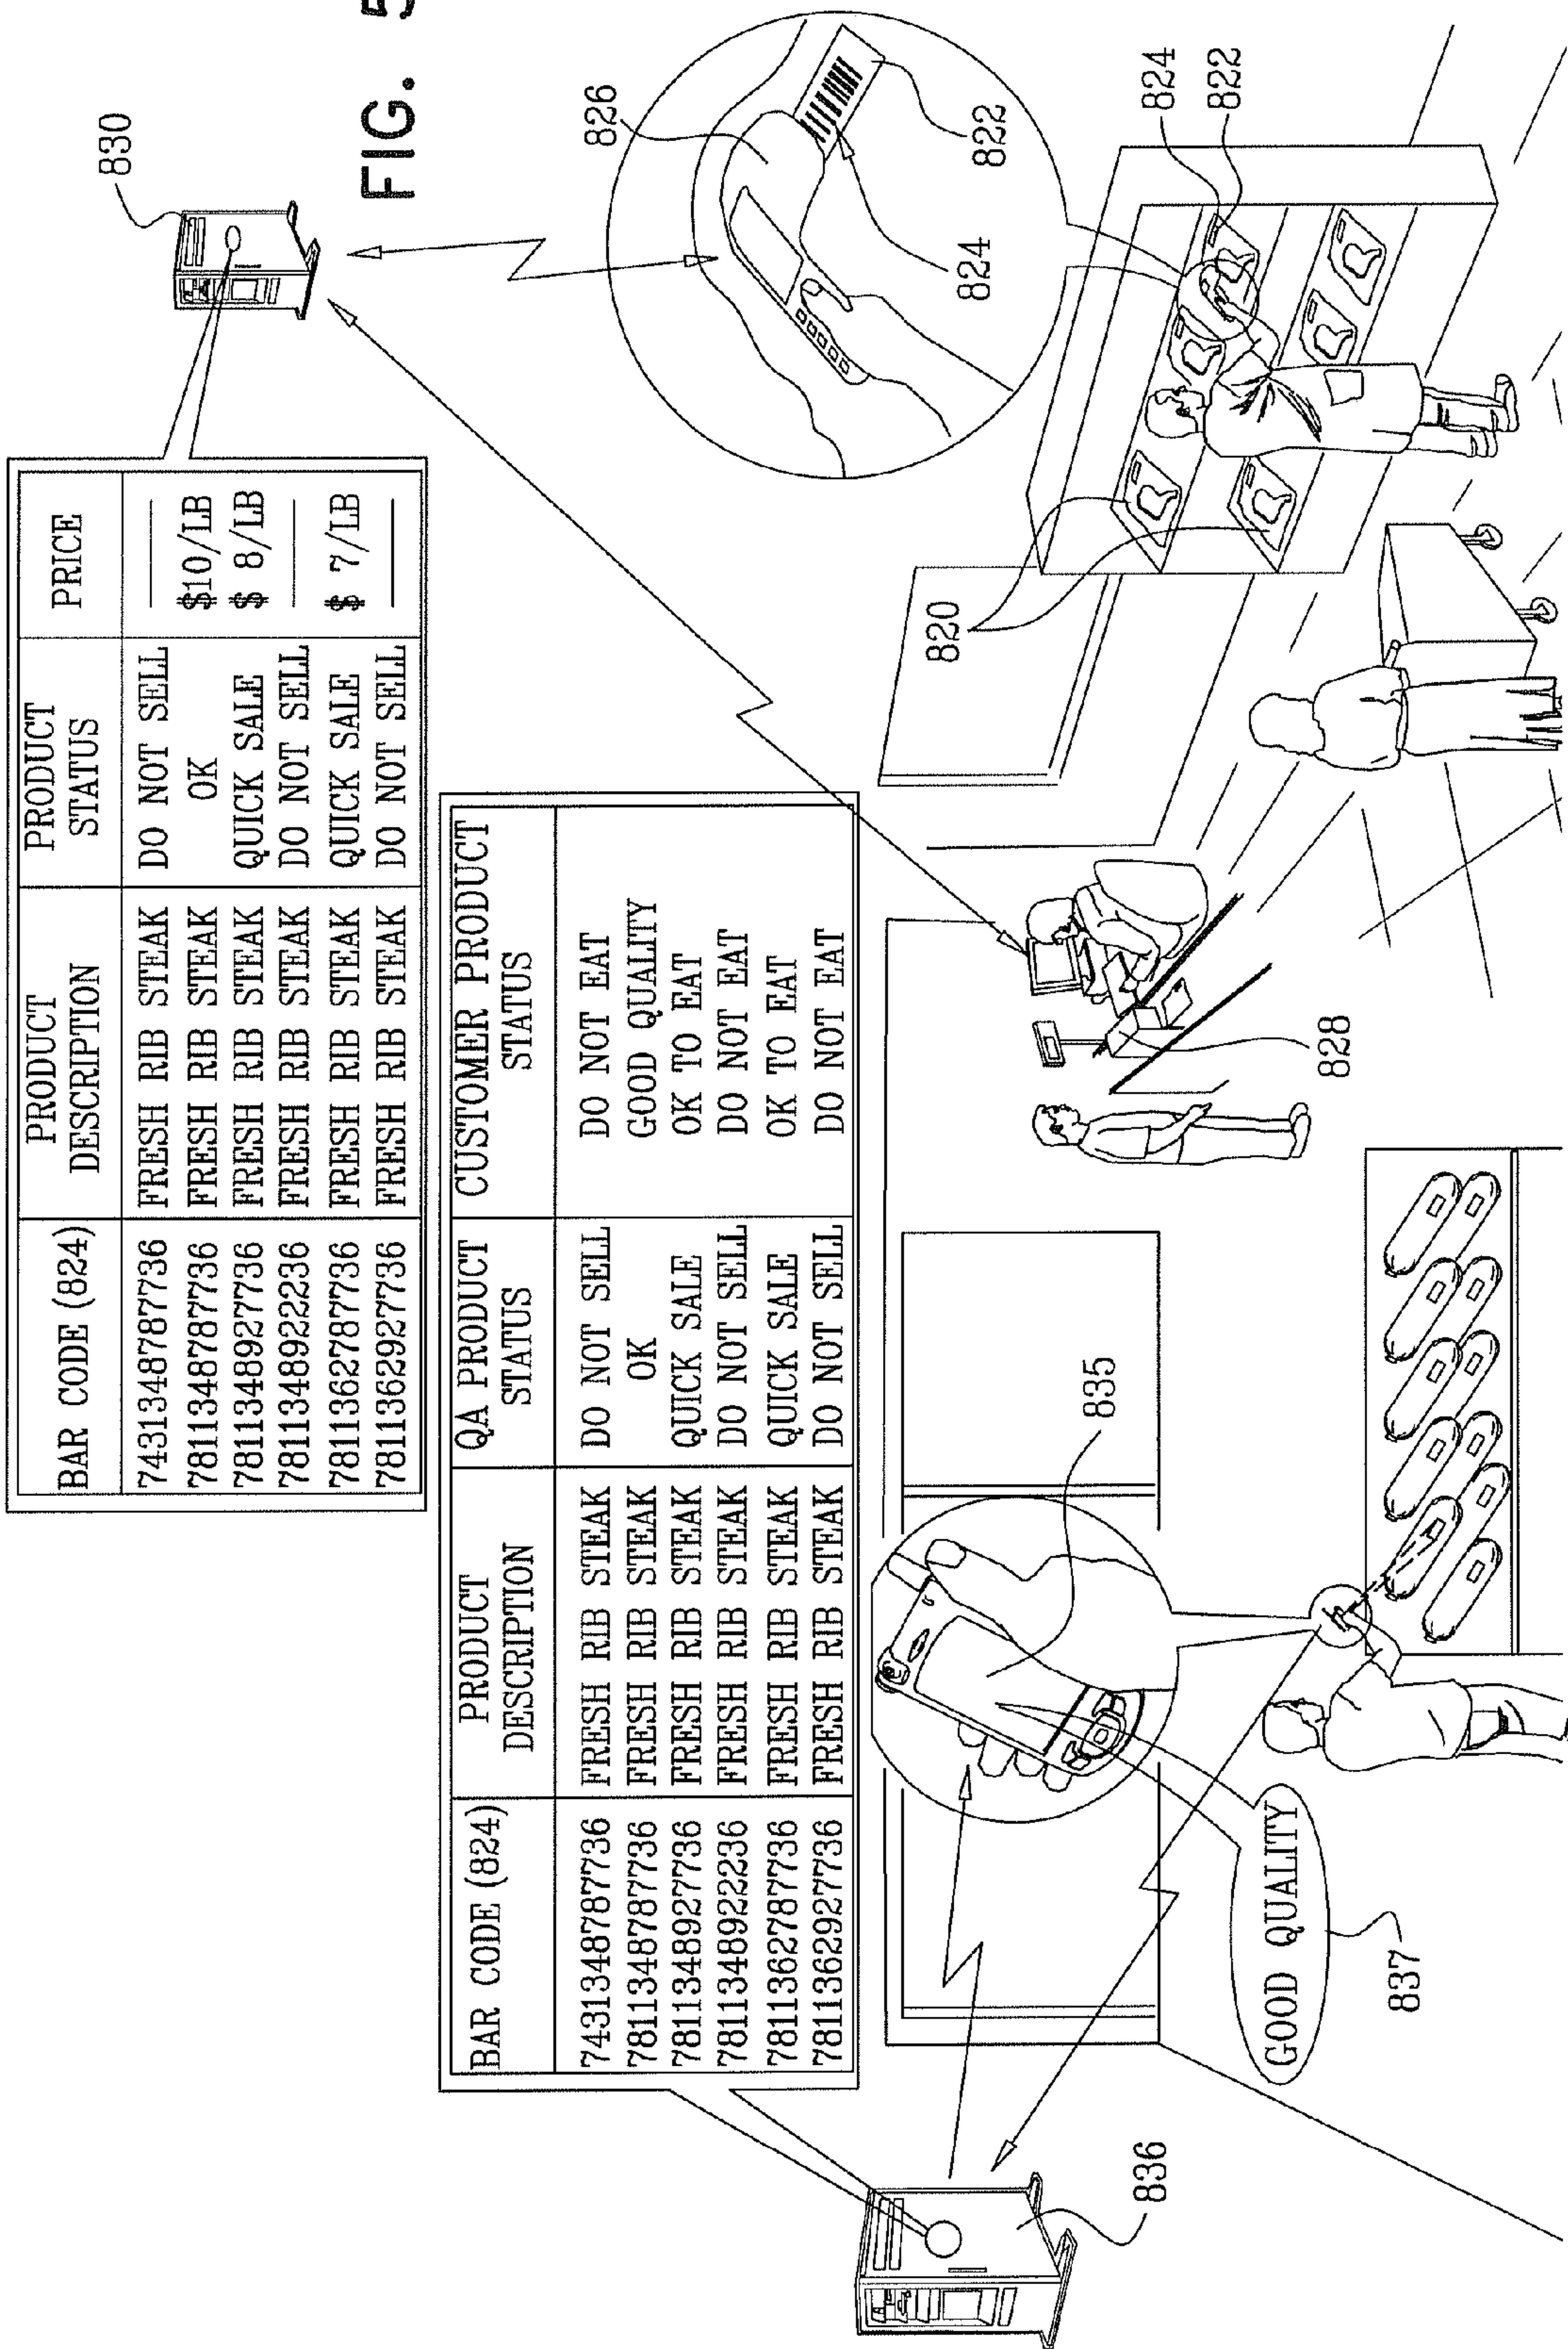 FIG. 5
830
BAR CODE (824) PRODUCT DESCRIPTION PRODUCT STATUS PRICE
7431348787736 FRESH RIB STEAK DO NOT SELL ——
7811348787736 FRESH RIB STEAK OK $10/LB
7811348927736 FRESH RIB STEAK QUICK SALE $ 8/LB
7811348922236 FRESH RIB STEAK DO NOT SELL ——
7811362787736 FRESH RIB STEAK QUICK SALE $ 7/LB
7811362927736 FRESH RIB STEAK DO NOT SELL ——
BAR CODE (824) PRODUCT DESCRIPTION QA PRODUCT STATUS CUSTOMER PRODUCT STATUS
7431348787736 FRESH RIB STEAK DO NOT SELL DO NOT EAT
7811348787736 FRESH RIB STEAK OK GOOD QUALITY
7811348927736 FRESH RIB STEAK QUICK SALE OK TO EAT
7811348922236 FRESH RIB STEAK DO NOT SELL DO NOT EAT
7811362787736 FRESH RIB STEAK QUICK SALE OK TO EAT
7811362927736 FRESH RIB STEAK DO NOT SELL DO NOT EAT
826
822
824
820
824
822
828
835
836
GOOD QUALITY
837